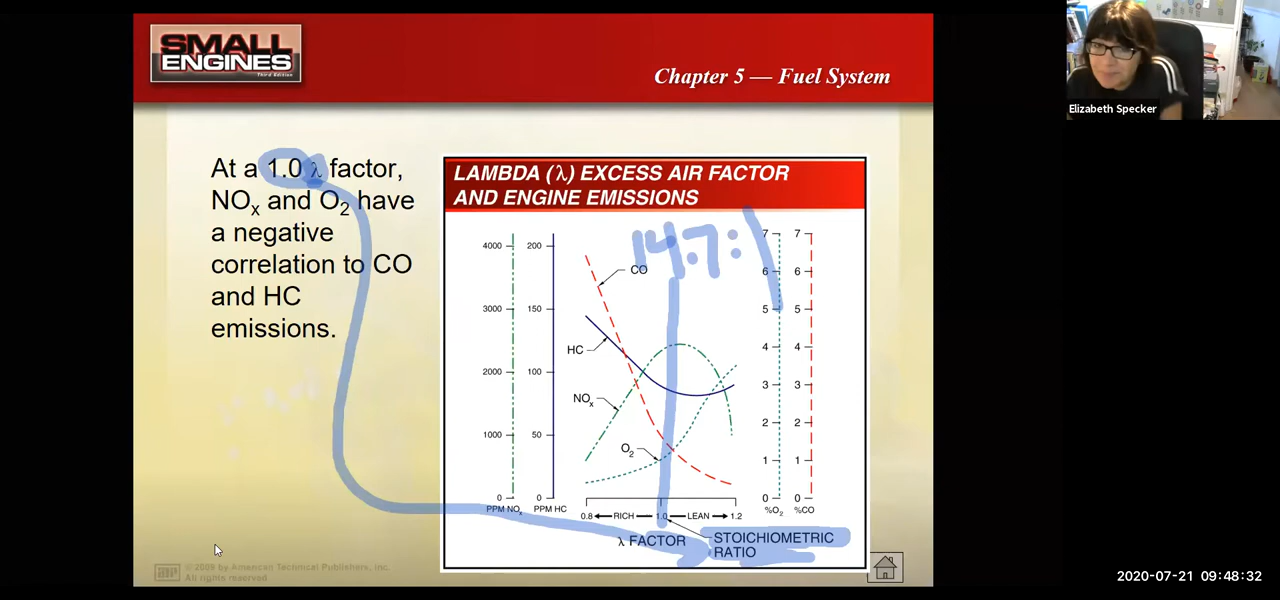 SMALL
ENGINES
Third Edition
Chapter 5 — Fuel System
Elizabeth Specker
At a 1.0 λ factor,
NOx and O2 have
a negative
correlation to CO
and HC
emissions.
LAMBDA (λ) EXCESS AIR FACTOR
AND ENGINE EMISSIONS
14.7:1
4000 200 7 7
CO 6 6
3000 150 5 5
HC 4 4
2000 100 3 3
NOx 2 2
1000 50 1 1
O2
0 0 0 0
PPM NOx PPM HC %O2 %CO
0.8 RICH 1.0 LEAN 1.2
λ FACTOR STOICHIOMETRIC
RATIO
© 2009 by American Technical Publishers, Inc.
All rights reserved
2020-07-21 09:48:32